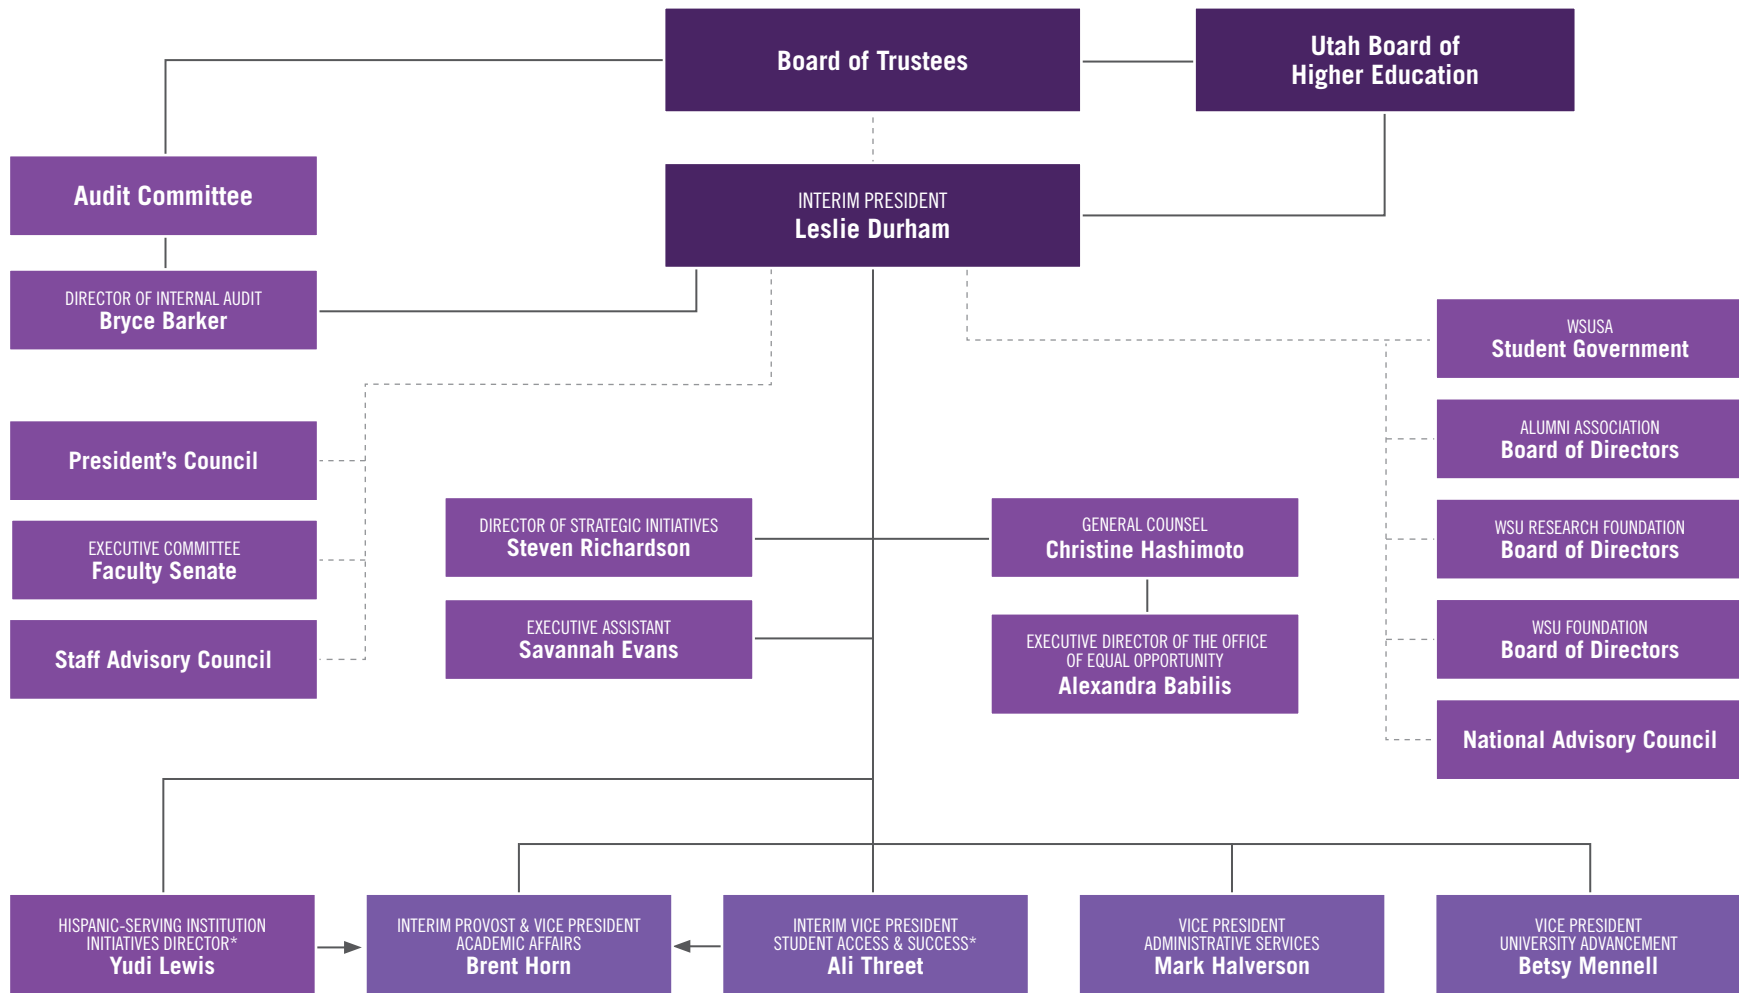 Board of Trustees
Utah Board of
Higher Education
Audit Committee
INTERIM PRESIDENT
Leslie Durham
DIRECTOR OF INTERNAL AUDIT
Bryce Barker
WSUSA
Student Government
President’s Council
ALUMNI ASSOCIATION
Board of Directors
EXECUTIVE COMMITTEE
Faculty Senate
DIRECTOR OF STRATEGIC INITIATIVES
Steven Richardson
GENERAL COUNSEL
Christine Hashimoto
WSU RESEARCH FOUNDATION
Board of Directors
Staff Advisory Council
EXECUTIVE ASSISTANT
Savannah Evans
EXECUTIVE DIRECTOR OF THE OFFICE
OF EQUAL OPPORTUNITY
Alexandra Babilis
WSU FOUNDATION
Board of Directors
National Advisory Council
HISPANIC-SERVING INSTITUTION
INITIATIVES DIRECTOR*
Yudi Lewis
INTERIM PROVOST & VICE PRESIDENT
ACADEMIC AFFAIRS
Brent Horn
INTERIM VICE PRESIDENT
STUDENT ACCESS & SUCCESS*
Ali Threet
VICE PRESIDENT
ADMINISTRATIVE SERVICES
Mark Halverson
VICE PRESIDENT
UNIVERSITY ADVANCEMENT
Betsy Mennell